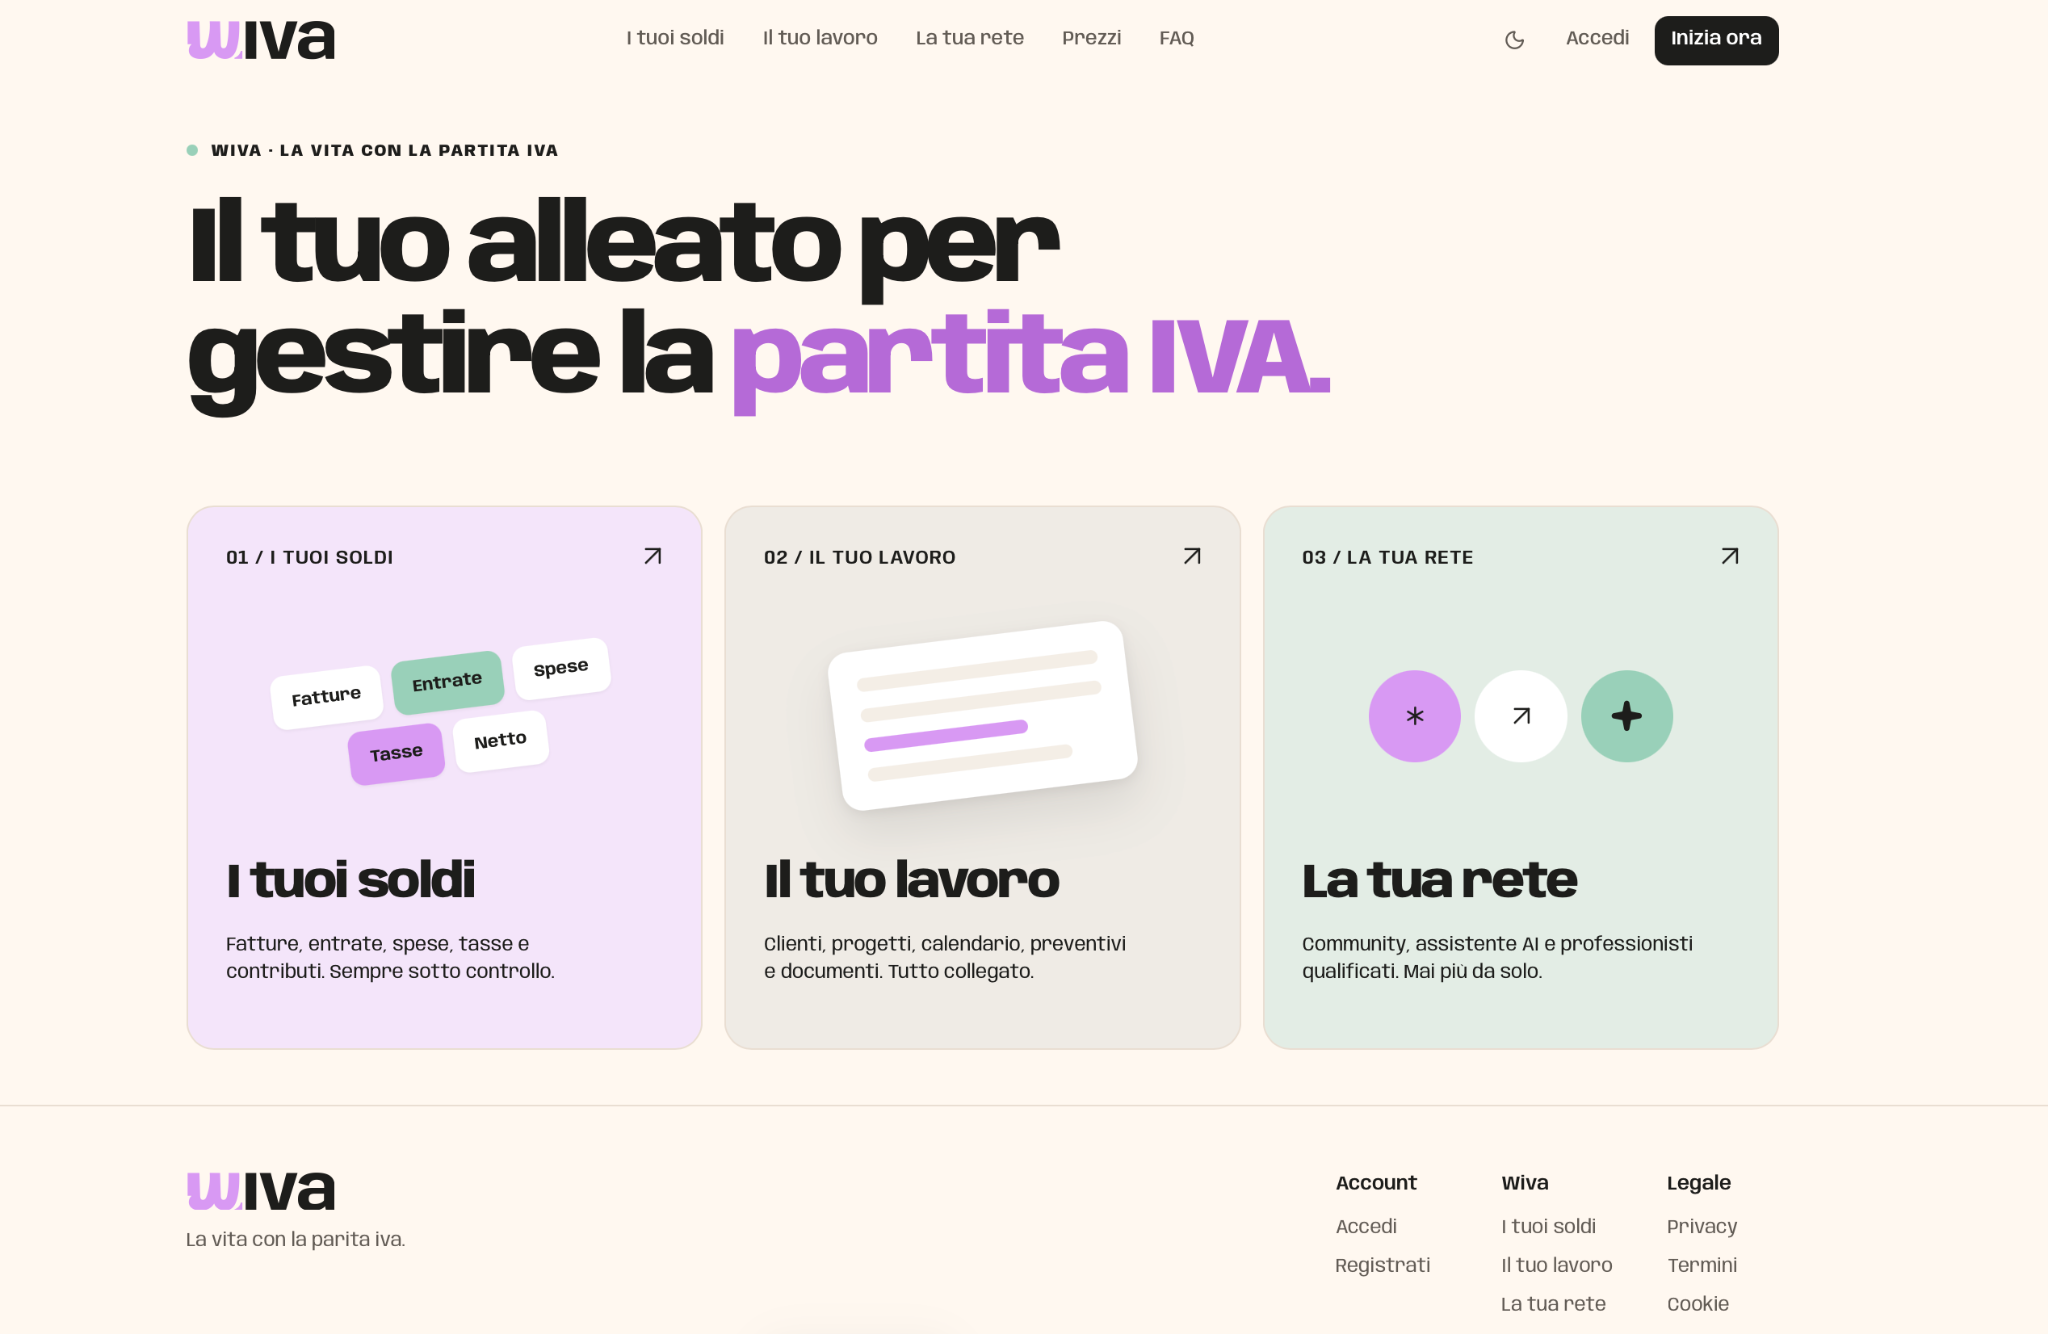 wiva
I tuoi soldi
Il tuo lavoro
La tua rete
Prezzi
FAQ
Accedi
Inizia ora
WIVA · LA VITA CON LA PARTITA IVA
Il tuo alleato per
gestire la partita IVA.
01 / I TUOI SOLDI
Fatture
Entrate
Spese
Tasse
Netto
I tuoi soldi
Fatture, entrate, spese, tasse e
contributi. Sempre sotto controllo.
02 / IL TUO LAVORO
Il tuo lavoro
Clienti, progetti, calendario, preventivi
e documenti. Tutto collegato.
03 / LA TUA RETE
La tua rete
Community, assistente AI e professionisti
qualificati. Mai più da solo.
wiva
La vita con la parita iva.
Account
Accedi
Registrati
Wiva
I tuoi soldi
Il tuo lavoro
La tua rete
Legale
Privacy
Termini
Cookie